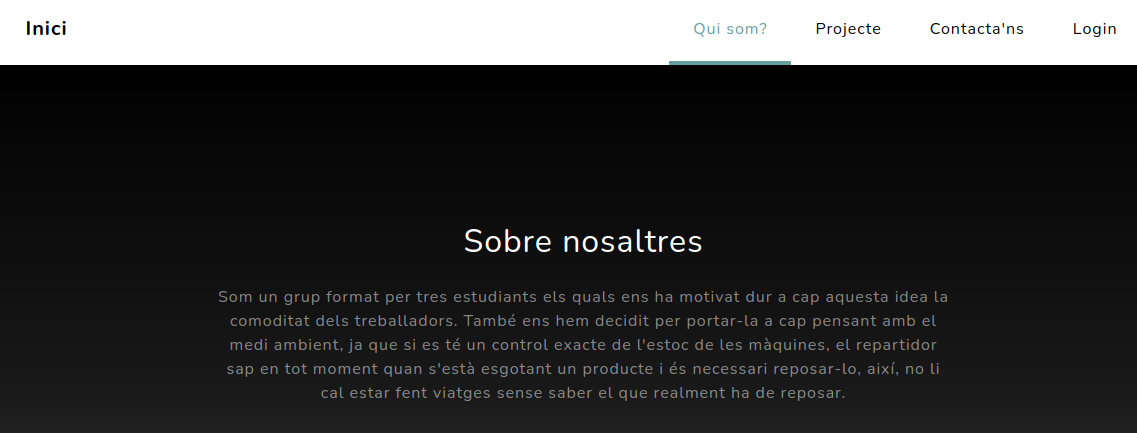 Inici
Qui som?
Projecte
Contacta'ns
Login
Sobre nosaltres
Som un grup format per tres estudiants els quals ens ha motivat dur a cap aquesta idea la
comoditat dels treballadors. També ens hem decidit per portar-la a cap pensant amb el
medi ambient, ja que si es té un control exacte de l'estoc de les màquines, el repartidor
sap en tot moment quan s'està esgotant un producte i és necessari reposar-lo, així, no li
cal estar fent viatges sense saber el que realment ha de reposar.